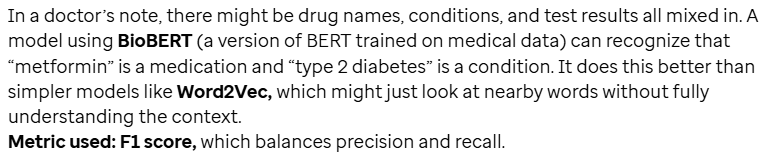 In a doctor’s note, there might be drug names, conditions, and test results all mixed in. A
model using BioBERT (a version of BERT trained on medical data) can recognize that
“metformin” is a medication and “type 2 diabetes” is a condition. It does this better than
simpler models like Word2Vec, which might just look at nearby words without fully
understanding the context.
Metric used: F1 score, which balances precision and recall.